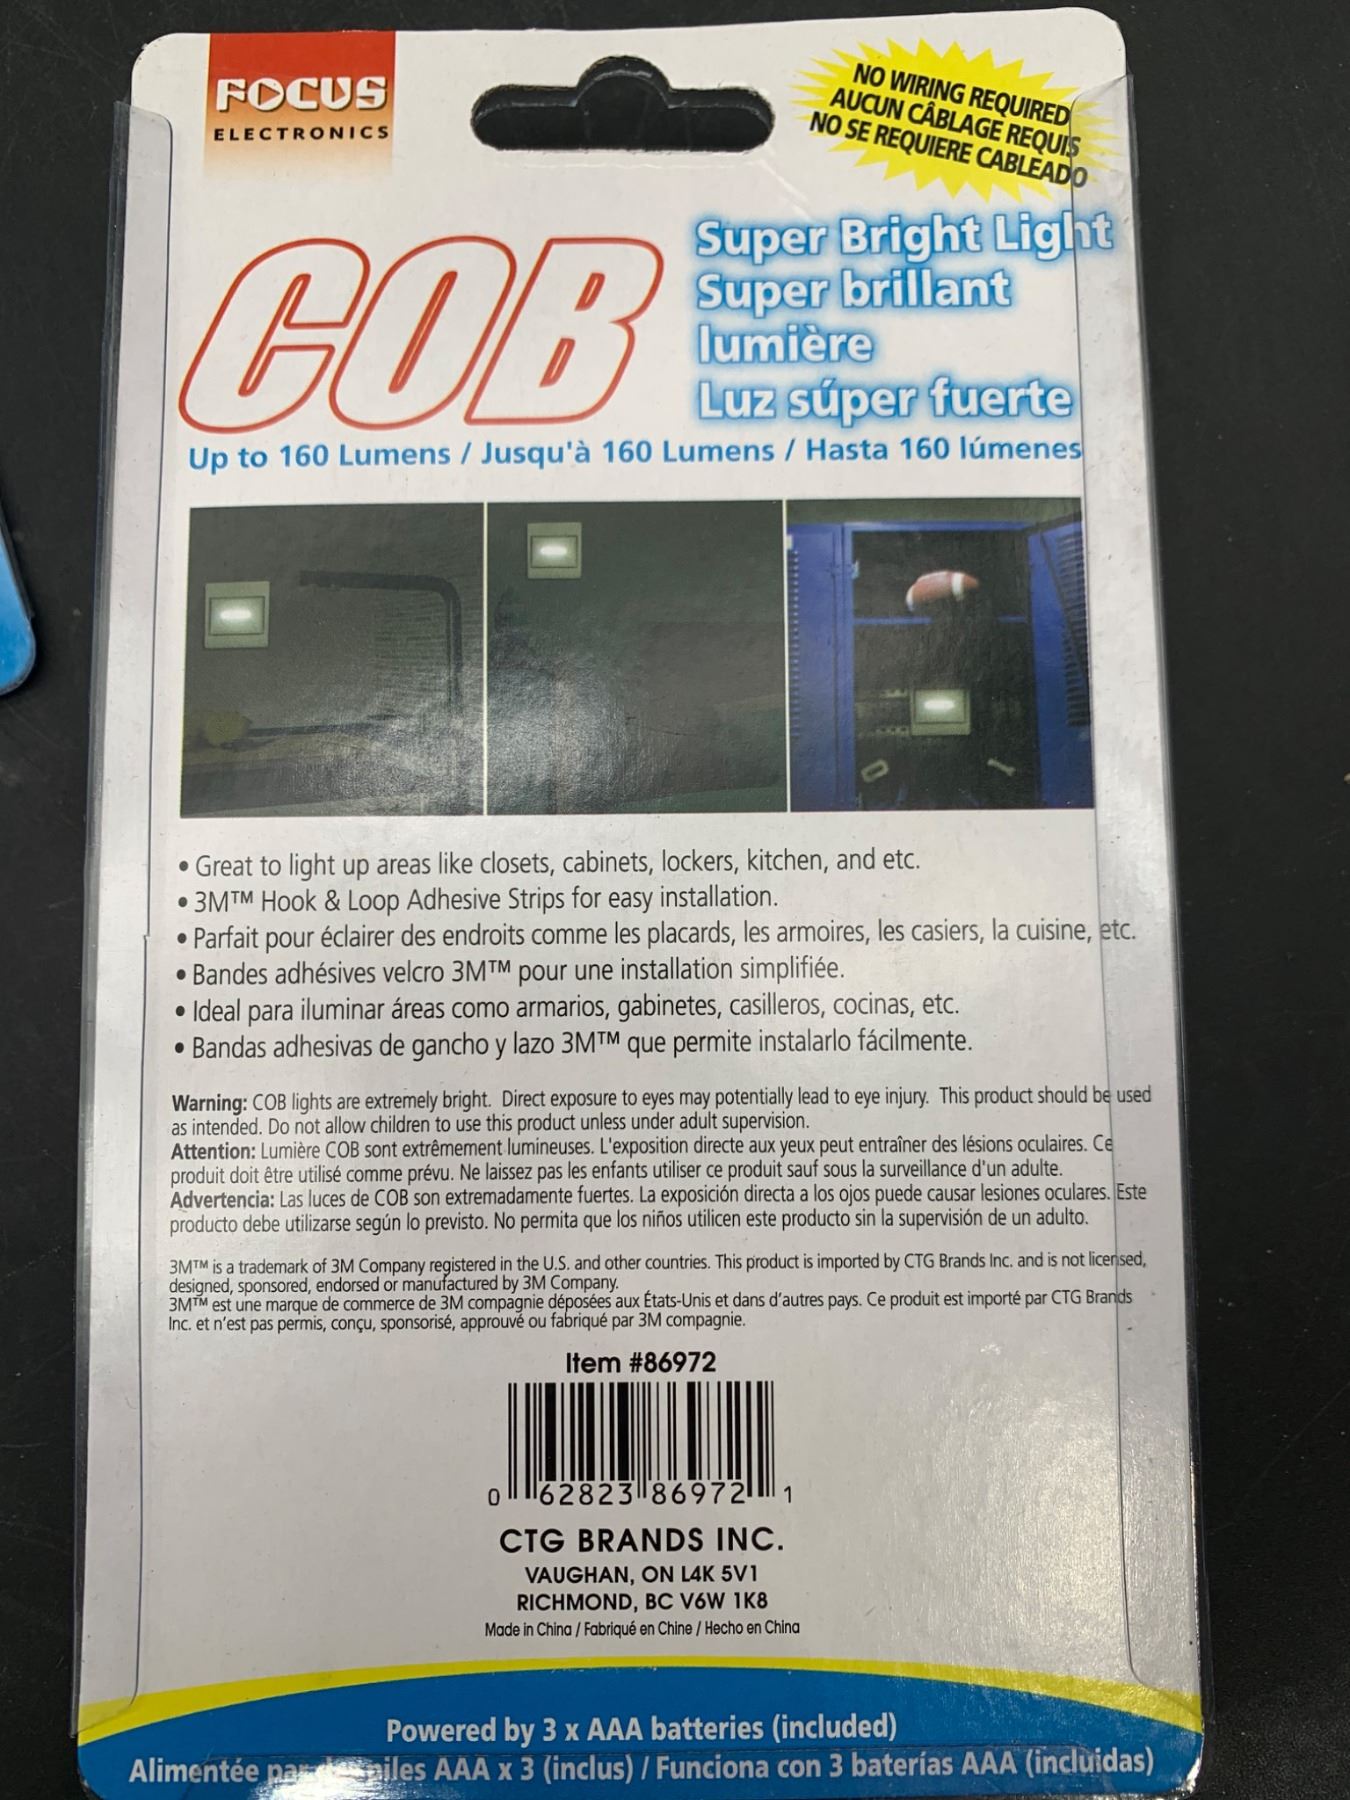 FOCUS
ELECTRONICS
NO WIRING REQUIRED
AUCUN CÂBLAGE REQUIS
NO SE REQUIERE CABLEADO
COB
Super Bright Light
Super brillant
lumière
Luz súper fuerte
Up to 160 Lumens / Jusqu'à 160 Lumens / Hasta 160 lúmenes
• Great to light up areas like closets, cabinets, lockers, kitchen, and etc.
• 3M™ Hook & Loop Adhesive Strips for easy installation.
• Parfait pour éclairer des endroits comme les placards, les armoires, les casiers, la cuisine, etc.
• Bandes adhésives velcro 3M™ pour une installation simplifiée.
• Ideal para iluminar áreas como armarios, gabinetes, casilleros, cocinas, etc.
• Bandas adhesivas de gancho y lazo 3M™ que permite instalarlo fácilmente.
Warning: COB lights are extremely bright. Direct exposure to eyes may potentially lead to eye injury. This product should be used
as intended. Do not allow children to use this product unless under adult supervision.
Attention: Lumière COB sont extrêmement lumineuses. L'exposition directe aux yeux peut entraîner des lésions oculaires. Ce
produit doit être utilisé comme prévu. Ne laissez pas les enfants utiliser ce produit sauf sous la surveillance d'un adulte.
Advertencia: Las luces de COB son extremadamente fuertes. La exposición directa a los ojos puede causar lesiones oculares. Este
producto debe utilizarse según lo previsto. No permita que los niños utilicen este producto sin la supervisión de un adulto.
3M™ is a trademark of 3M Company registered in the U.S. and other countries. This product is imported by CTG Brands Inc. and is not licensed,
designed, sponsored, endorsed or manufactured by 3M Company.
3M™ est une marque de commerce de 3M compagnie déposées aux États-Unis et dans d'autres pays. Ce produit est importé par CTG Brands
Inc. et n'est pas permis, conçu, sponsorisé, approuvé ou fabriqué par 3M compagnie.
Item #86972
0 62823 86972 1
CTG BRANDS INC.
VAUGHAN, ON L4K 5V1
RICHMOND, BC V6W 1K8
Made in China / Fabriqué en Chine / Hecho en China
Powered by 3 x AAA batteries (included)
Alimentée par piles AAA x 3 (inclus) / Funciona con 3 baterías AAA (incluidas)